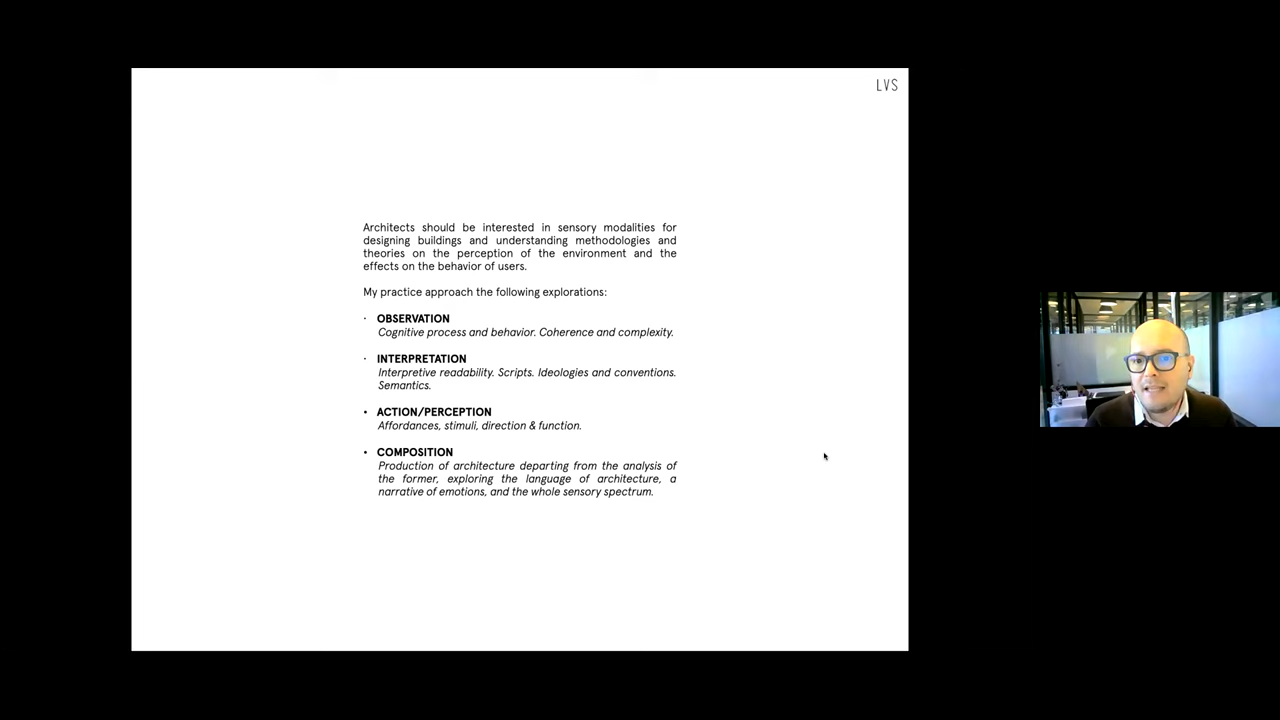 LVS
Architects should be interested in sensory modalities for
designing buildings and understanding methodologies and
theories on the perception of the environment and the
effects on the behavior of users.
My practice approach the following explorations:
· OBSERVATION
Cognitive process and behavior. Coherence and complexity.
· INTERPRETATION
Interpretive readability. Scripts. Ideologies and conventions.
Semantics.
• ACTION/PERCEPTION
Affordances, stimuli, direction & function.
• COMPOSITION
Production of architecture departing from the analysis of
the former, exploring the language of architecture, a
narrative of emotions, and the whole sensory spectrum.